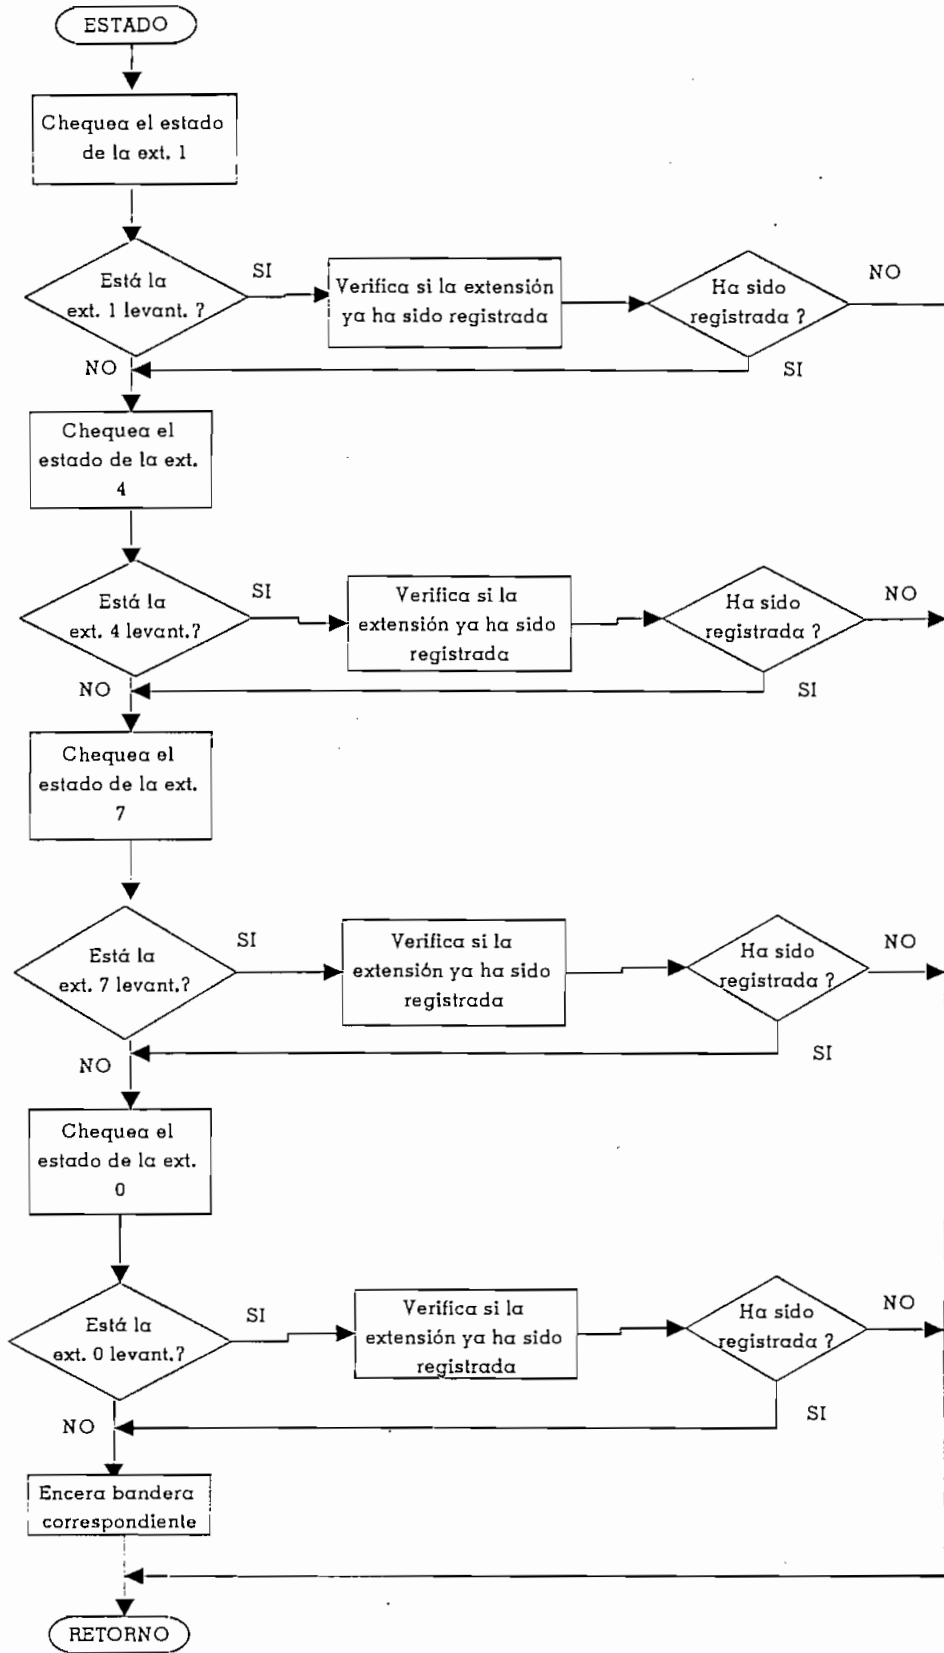 ESTADO
Chequea el estado
de la ext. 1
Está la
ext. 1 levant. ?
SI
Verifica si la extensión
ya ha sido registrada
Ha sido
registrada ?
NO
NO
SI
Chequea el
estado de la ext.
4
Está la
ext. 4 levant.?
SI
Verifica si la
extensión ya ha sido
registrada
Ha sido
registrada ?
NO
NO
SI
Chequea el
estado de la ext.
7
Está la
ext. 7 levant.?
SI
Verifica si la
extensión ya ha sido
registrada
Ha sido
registrada ?
NO
NO
SI
Chequea el
estado de la ext.
0
Está la
ext. 0 levant.?
SI
Verifica si la
extensión ya ha sido
registrada
Ha sido
registrada ?
NO
NO
SI
Encera bandera
correspondiente
RETORNO